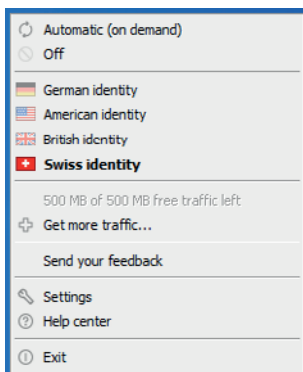 Automatic (on demand)
Off
German identity
American identity
British identity
Swiss identity
500 MB of 500 MB free traffic left
Get more traffic...
Send your feedback
Settings
Help center
Exit